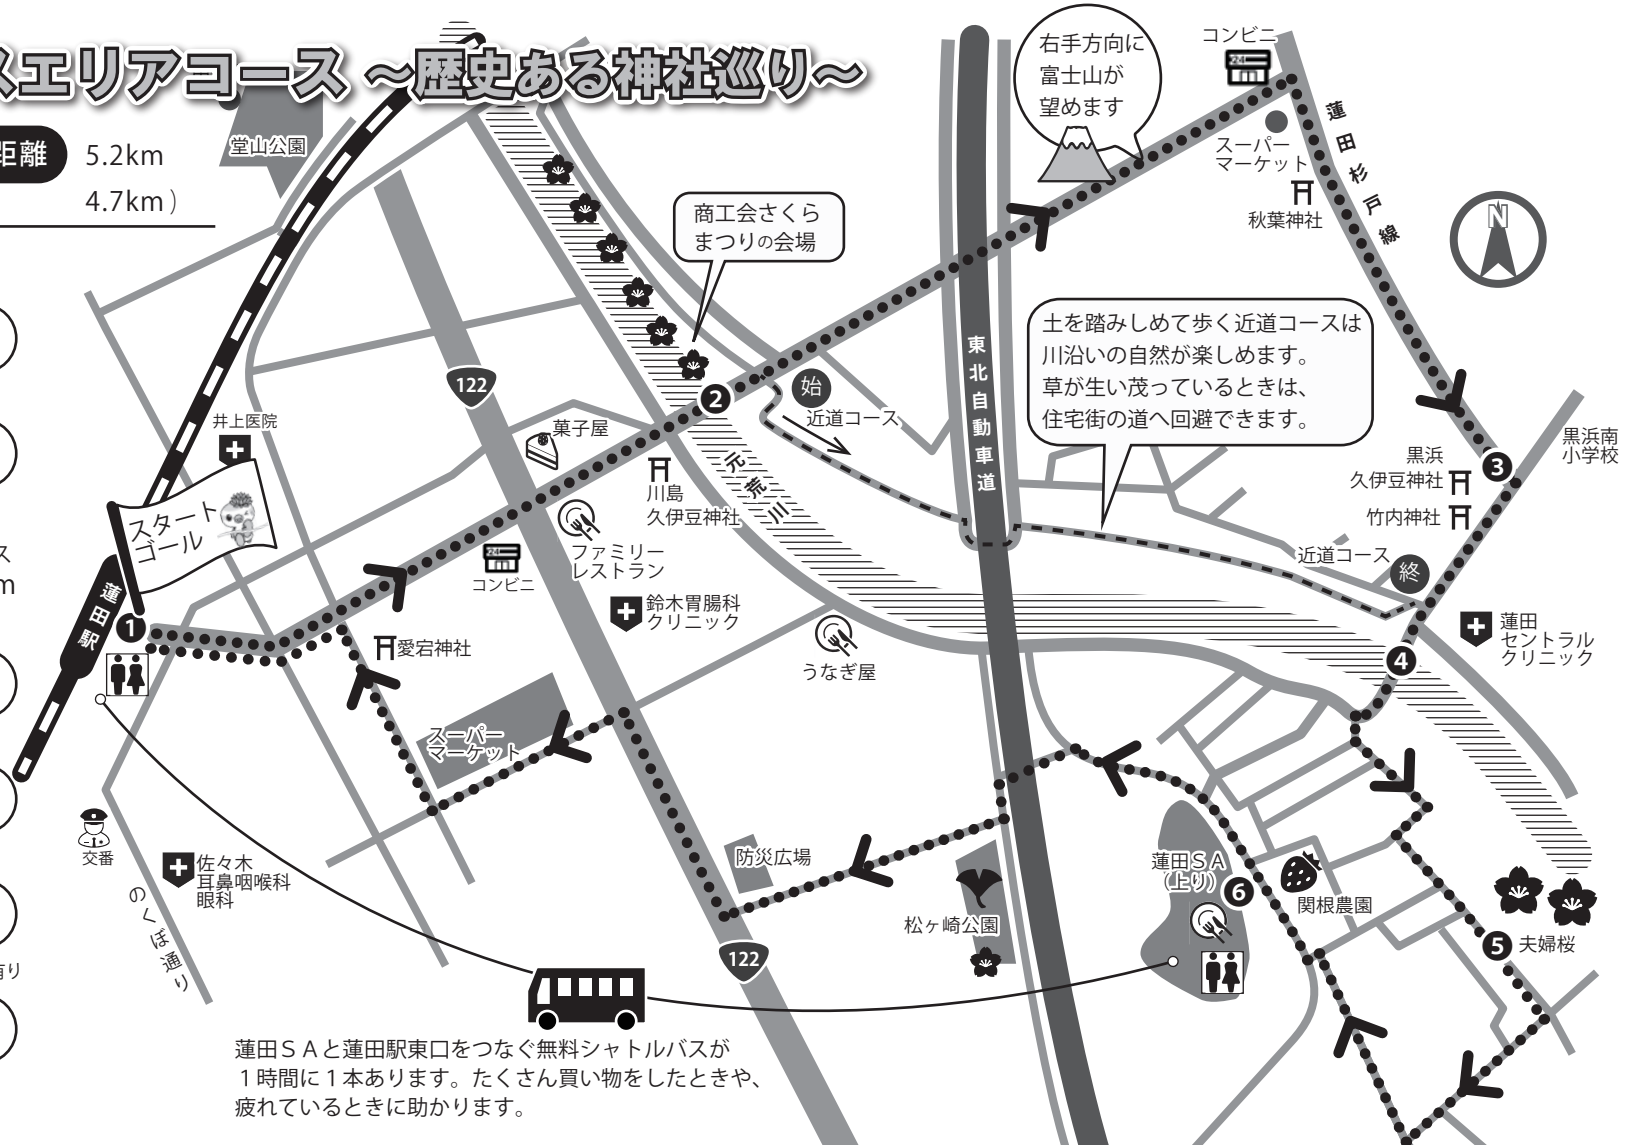 スエリアコース ～歴史ある神社巡り～
距離
5.2km
4.7km）
堂山公園
商工会さくら
まつりの会場
右手方向に
富士山が
望めます
コンビニ
スーパー
マーケット
秋葉神社
蓮田杉戸線
N
土を踏みしめて歩く近道コースは
川沿いの自然が楽しめます。
草が生い茂っているときは、
住宅街の道へ回避できます。
東北自動車道
122
井上医院
菓子屋
2
始
近道コース
元荒川
川島
久伊豆神社
黒浜南
小学校
3
黒浜
久伊豆神社
竹内神社
近道コース
終
スタート
ゴール
蓮田駅
1
ス
m
ファミリー
レストラン
コンビニ
鈴木胃腸科
クリニック
愛宕神社
うなぎ屋
4
蓮田
セントラル
クリニック
スーパー
マーケット
交番
佐々木
耳鼻咽喉科
眼科
のくぼ通り
防災広場
松ヶ崎公園
蓮田ＳＡ
（上り）
6
関根農園
5
夫婦桜
122
有り
蓮田ＳＡと蓮田駅東口をつなぐ無料シャトルバスが
１時間に１本あります。たくさん買い物をしたときや、
疲れているときに助かります。